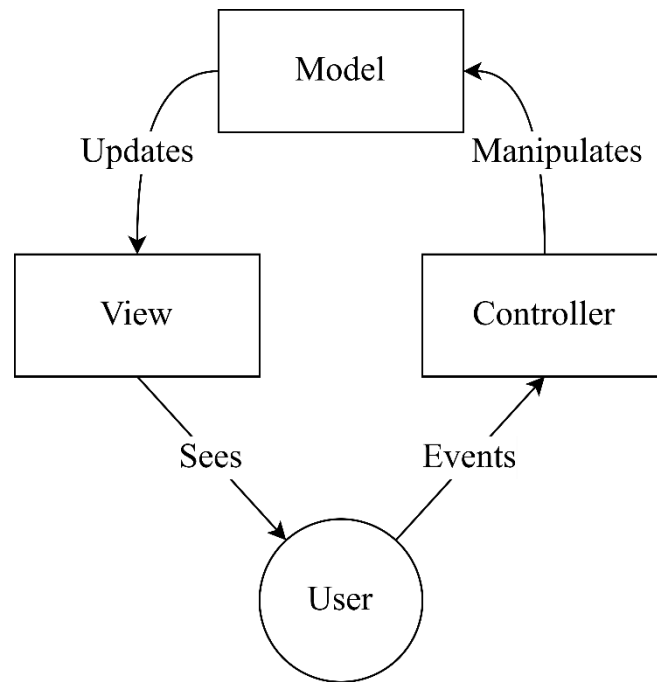 Model
Updates
Manipulates
View
Controller
Sees
Events
User